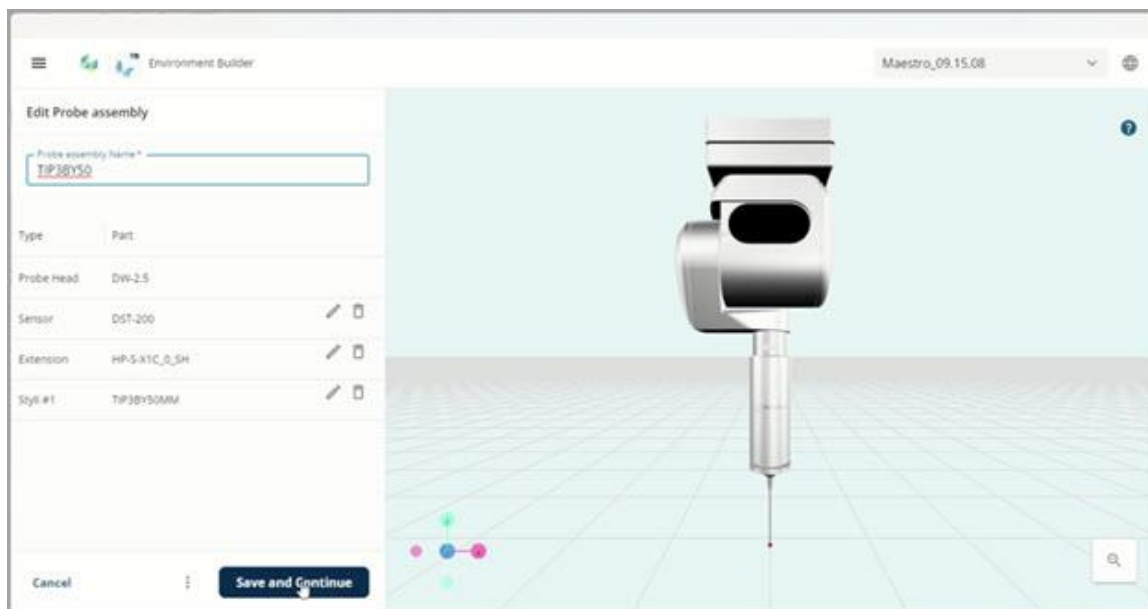 Environment Builder
Maestro_09.15.08
Edit Probe assembly
Probe assembly Name *
TIP3BY50
Type Part
Probe Head DW-2.5
Sensor DST-200
Extension HP-S-X1C_0_SH
Styli #1 TIP3BY50MM
Cancel
Save and Continue